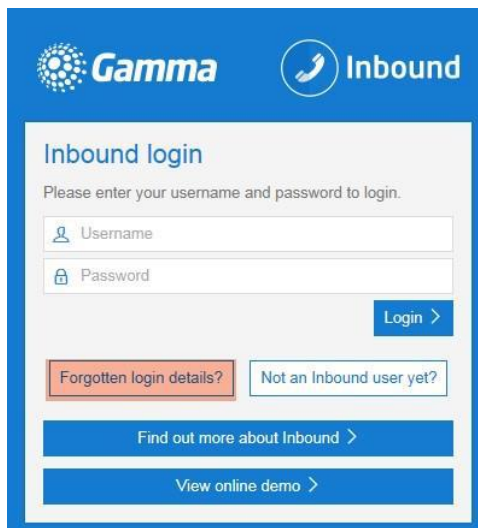 Gamma Inbound
Inbound login
Please enter your username and password to login.
Username
Password
Login >
Forgotten login details? Not an Inbound user yet?
Find out more about Inbound >
View online demo >